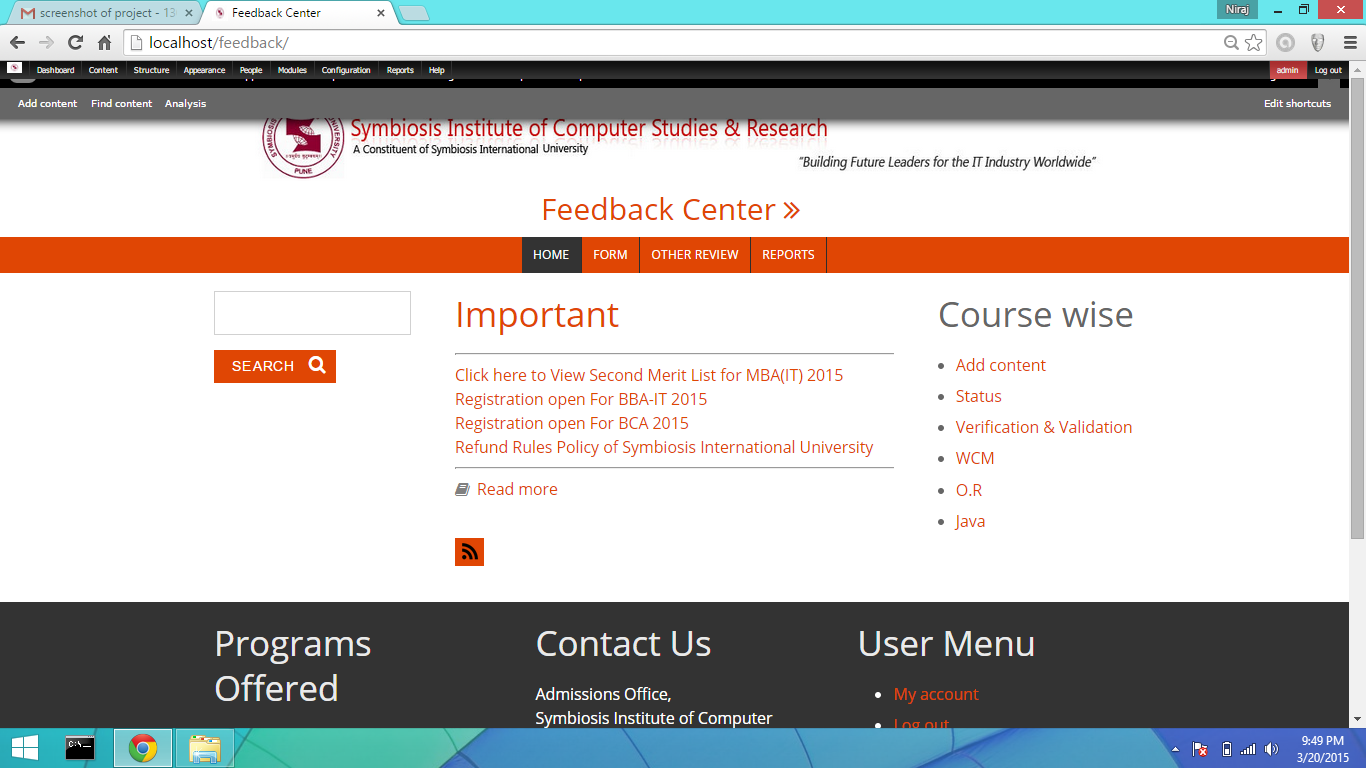 screenshot of project - 13
Feedback Center
Niraj
localhost/feedback/
Dashboard Content Structure Appearance People Modules Configuration Reports Help admin Log out
Add content Find content Analysis Edit shortcuts
SYMBIOSIS UNIVERSITY PUNE
Symbiosis Institute of Computer Studies & Research
A Constituent of Symbiosis International University
"Building Future Leaders for the IT Industry Worldwide"
Feedback Center »
HOME FORM OTHER REVIEW REPORTS
SEARCH
Important
Click here to View Second Merit List for MBA(IT) 2015
Registration open For BBA-IT 2015
Registration open For BCA 2015
Refund Rules Policy of Symbiosis International University
Read more
Course wise
Add content
Status
Verification & Validation
WCM
O.R
Java
Programs
Offered
Contact Us
Admissions Office,
Symbiosis Institute of Computer
User Menu
My account
Log out
C:\_
9:49 PM
3/20/2015